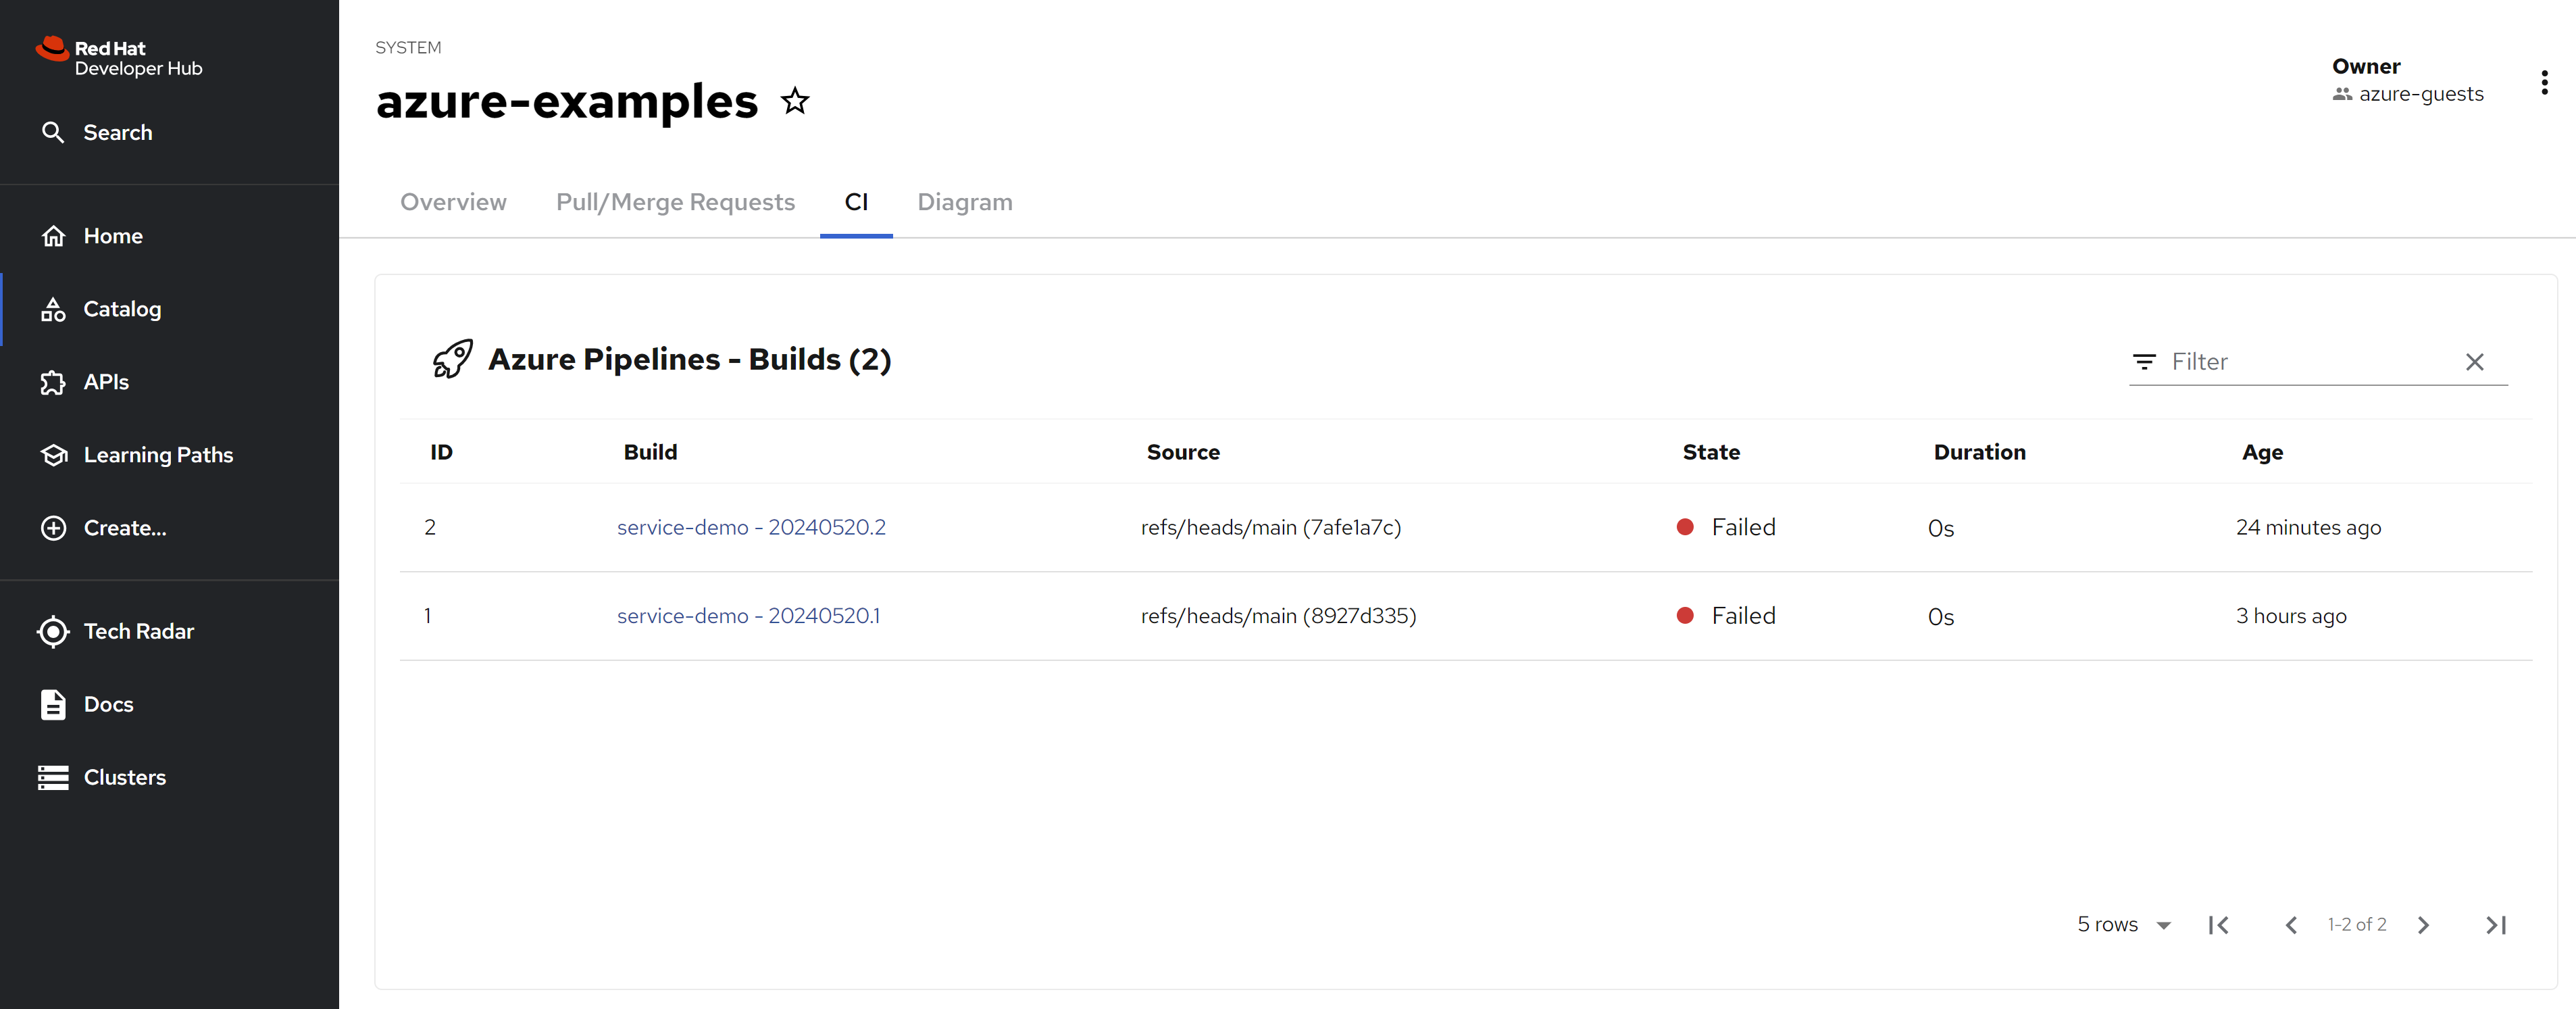 Red Hat
Developer Hub
Search
Home
Catalog
APIs
Learning Paths
Create...
Tech Radar
Docs
Clusters
SYSTEM
azure-examples
Owner
azure-guests
Overview Pull/Merge Requests CI Diagram
Azure Pipelines - Builds (2)
Filter
ID Build Source State Duration Age
2 service-demo - 20240520.2 refs/heads/main (7afe1a7c) Failed 0s 24 minutes ago
1 service-demo - 20240520.1 refs/heads/main (8927d335) Failed 0s 3 hours ago
5 rows 1-2 of 2